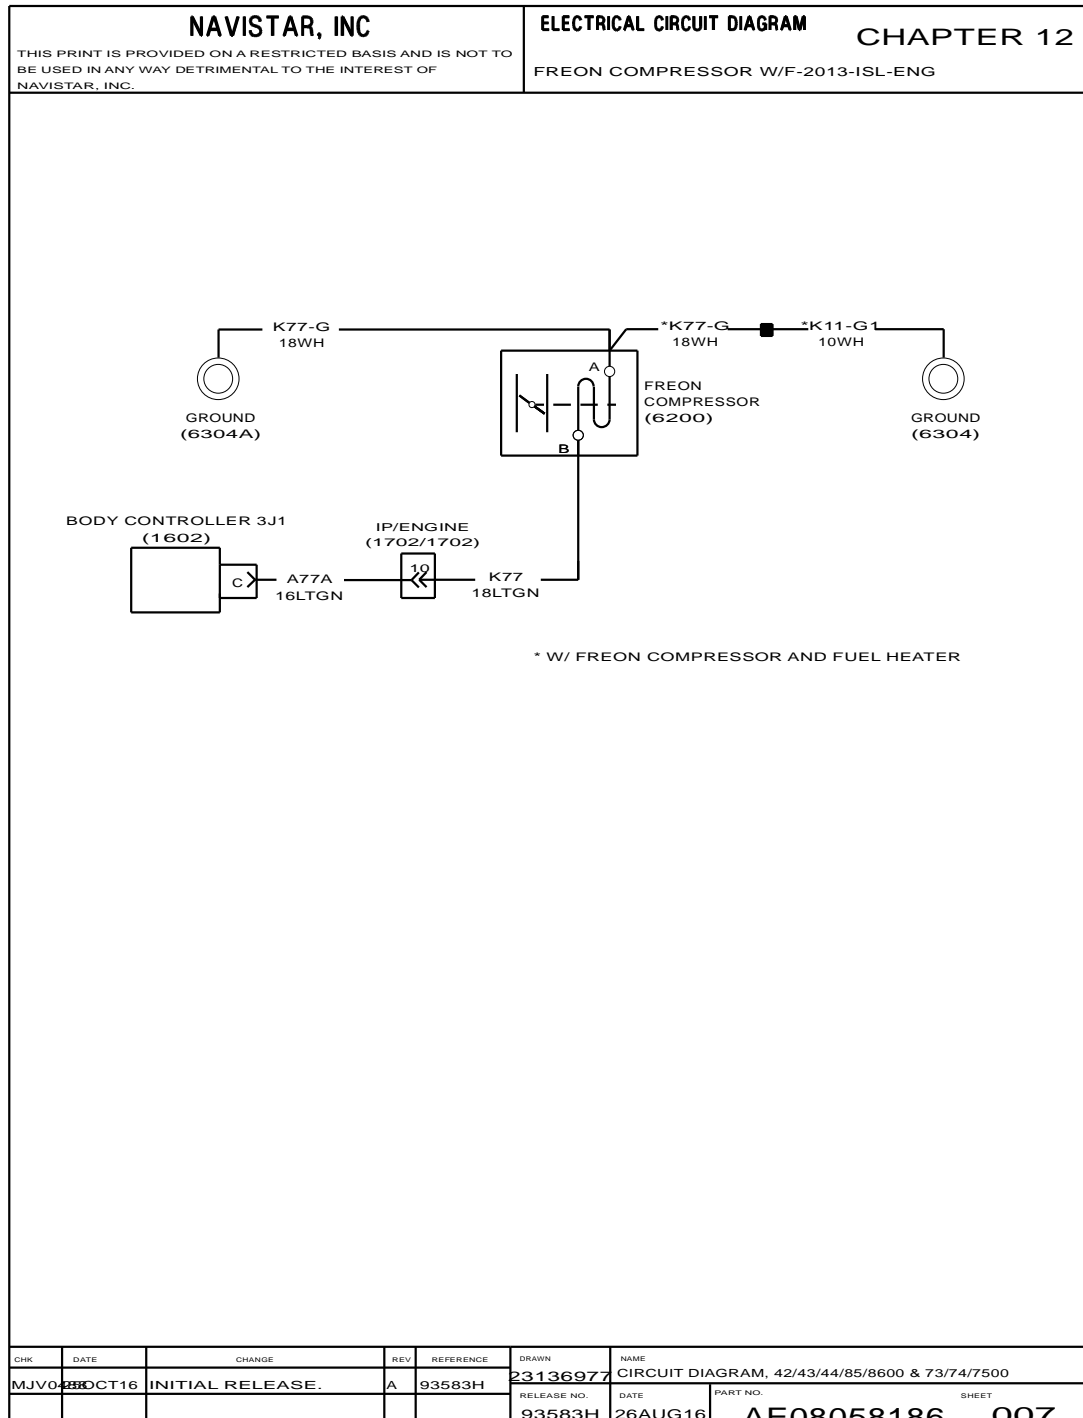 NAVISTAR, INC
THIS PRINT IS PROVIDED ON A RESTRICTED BASIS AND IS NOT TO
BE USED IN ANY WAY DETRIMENTAL TO THE INTEREST OF
NAVISTAR, INC.
ELECTRICAL CIRCUIT DIAGRAM
CHAPTER 12
FREON COMPRESSOR W/F-2013-ISL-ENG
K77-G
18WH
*K77-G
18WH
*K11-G1
10WH
GROUND
(6304A)
A
B
FREON
COMPRESSOR
(6200)
GROUND
(6304)
BODY CONTROLLER 3J1
(1602)
C
A77A
16LTGN
IP/ENGINE
(1702/1702)
10
K77
18LTGN
* W/ FREON COMPRESSOR AND FUEL HEATER
CHK DATE CHANGE REV REFERENCE
OCT16 INITIAL RELEASE. A 93583H
DRAWN
23136977
NAME
CIRCUIT DIAGRAM, 42/43/44/85/8600 & 73/74/7500
RELEASE NO.
93583H
DATE
26AUG16
PART NO.
AE08058186
SHEET
007